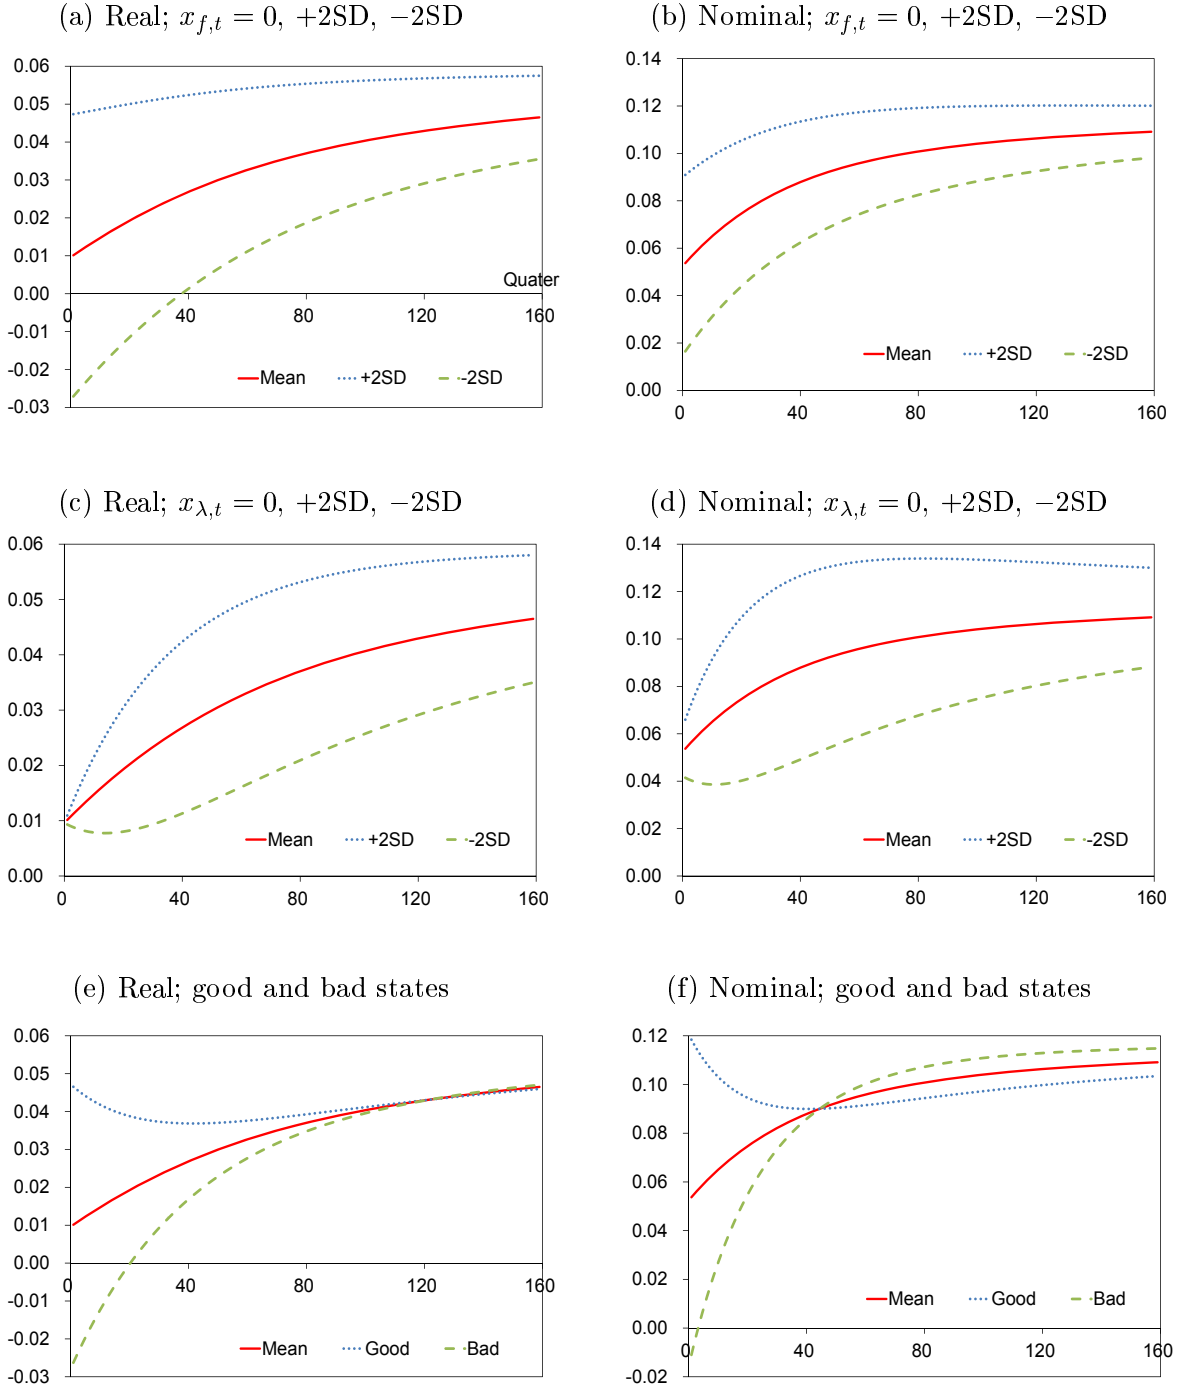 (a) Real; x_{f,t} = 0, +2SD, −2SD
0.06
0.05
0.04
0.03
0.02
0.01
0.00
-0.01
-0.02
-0.03
0 40 80 120 160
Quater
Mean +2SD -2SD
(b) Nominal; x_{f,t} = 0, +2SD, −2SD
0.14
0.12
0.10
0.08
0.06
0.04
0.02
0.00
0 40 80 120 160
Mean +2SD -2SD
(c) Real; x_{λ,t} = 0, +2SD, −2SD
0.06
0.05
0.04
0.03
0.02
0.01
0.00
0 40 80 120 160
Mean +2SD -2SD
(d) Nominal; x_{λ,t} = 0, +2SD, −2SD
0.14
0.12
0.10
0.08
0.06
0.04
0.02
0.00
0 40 80 120 160
Mean +2SD -2SD
(e) Real; good and bad states
0.06
0.05
0.04
0.03
0.02
0.01
0.00
-0.01
-0.02
-0.03
0 40 80 120 160
Mean Good Bad
(f) Nominal; good and bad states
0.12
0.10
0.08
0.06
0.04
0.02
0.00
-0.02
0 40 80 120 160
Mean Good Bad